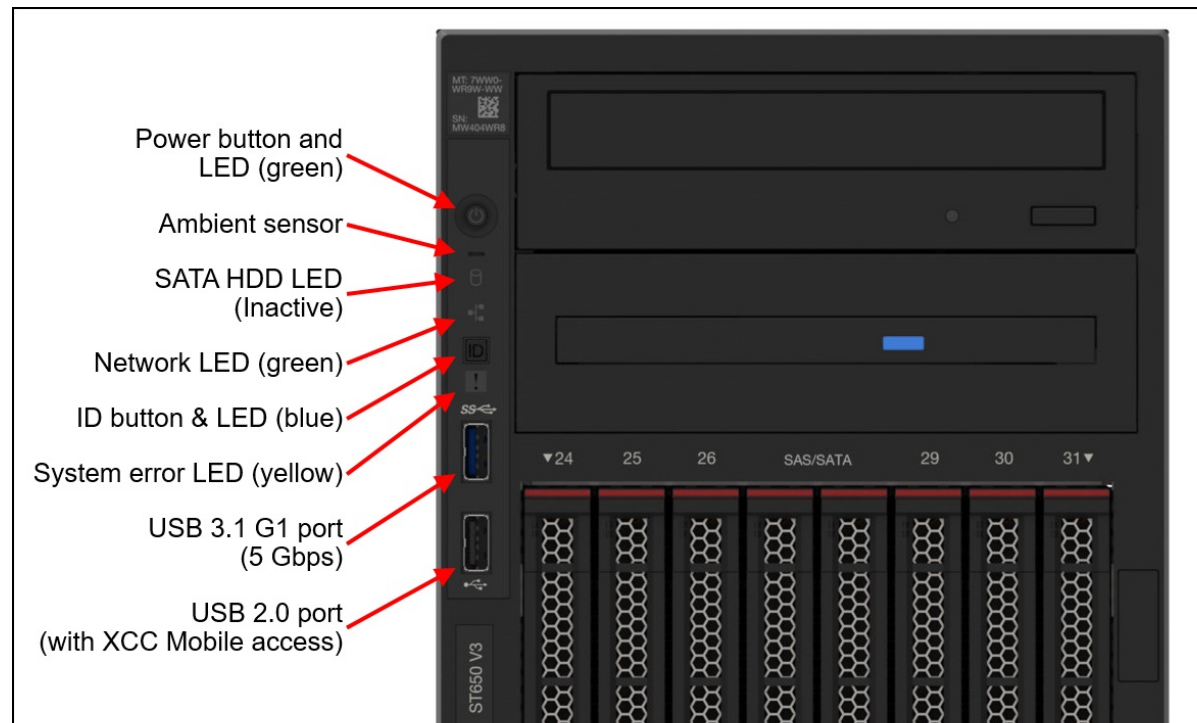 MT: 7WW0-
WR9W-WW
SN:
MW404WR8
Power button and
LED (green)
Ambient sensor
SATA HDD LED
(Inactive)
Network LED (green)
ID button & LED (blue)
System error LED (yellow)
USB 3.1 G1 port
(5 Gbps)
USB 2.0 port
(with XCC Mobile access)
ID
!
SS
▼24 25 26 SAS/SATA 29 30 31▼
ST650 V3